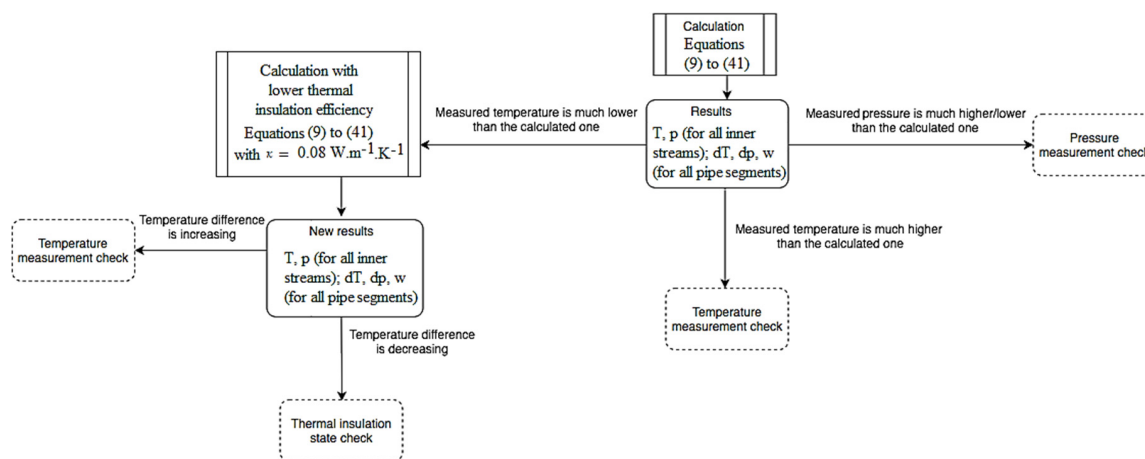 Calculation
Equations
(9) to (41)
Calculation with
lower thermal
insulation efficiency
Equations (9) to (41)
with ϰ = 0.08 W.m⁻¹.K⁻¹
Measured temperature is much lower
than the calculated one
Results
T, p (for all inner
streams); dT, dp, w
(for all pipe segments)
Measured pressure is much higher/lower
than the calculated one
Pressure
measurement check
Measured temperature is much higher
than the calculated one
Temperature
measurement check
Temperature difference
is increasing
Temperature
measurement check
New results
T, p (for all inner
streams); dT, dp, w
(for all pipe segments)
Temperature difference
is decreasing
Thermal insulation
state check